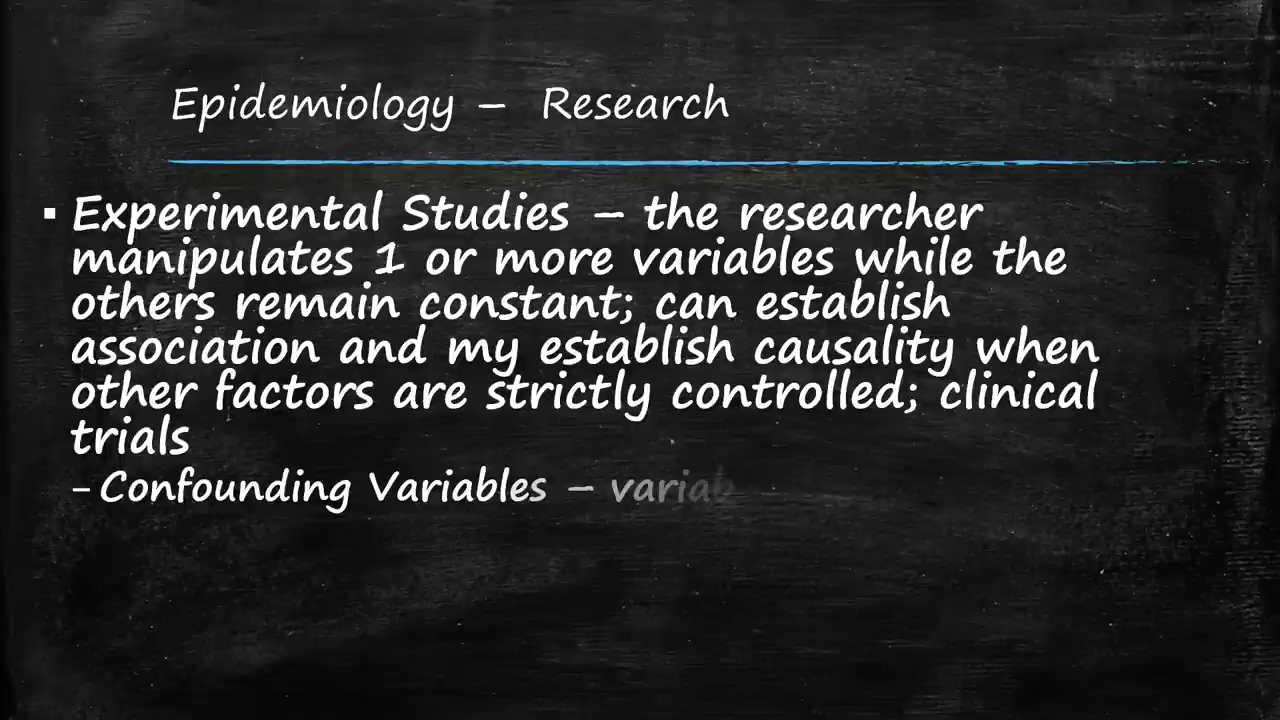 Epidemiology – Research
▪ Experimental Studies – the researcher
manipulates 1 or more variables while the
others remain constant; can establish
association and my establish causality when
other factors are strictly controlled; clinical
trials
– Confounding Variables – variab